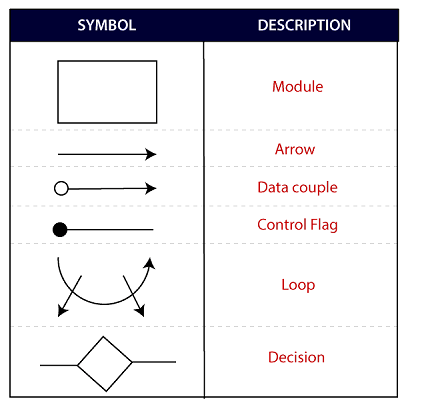 SYMBOL DESCRIPTION
Module
Arrow
Data couple
Control Flag
Loop
Decision